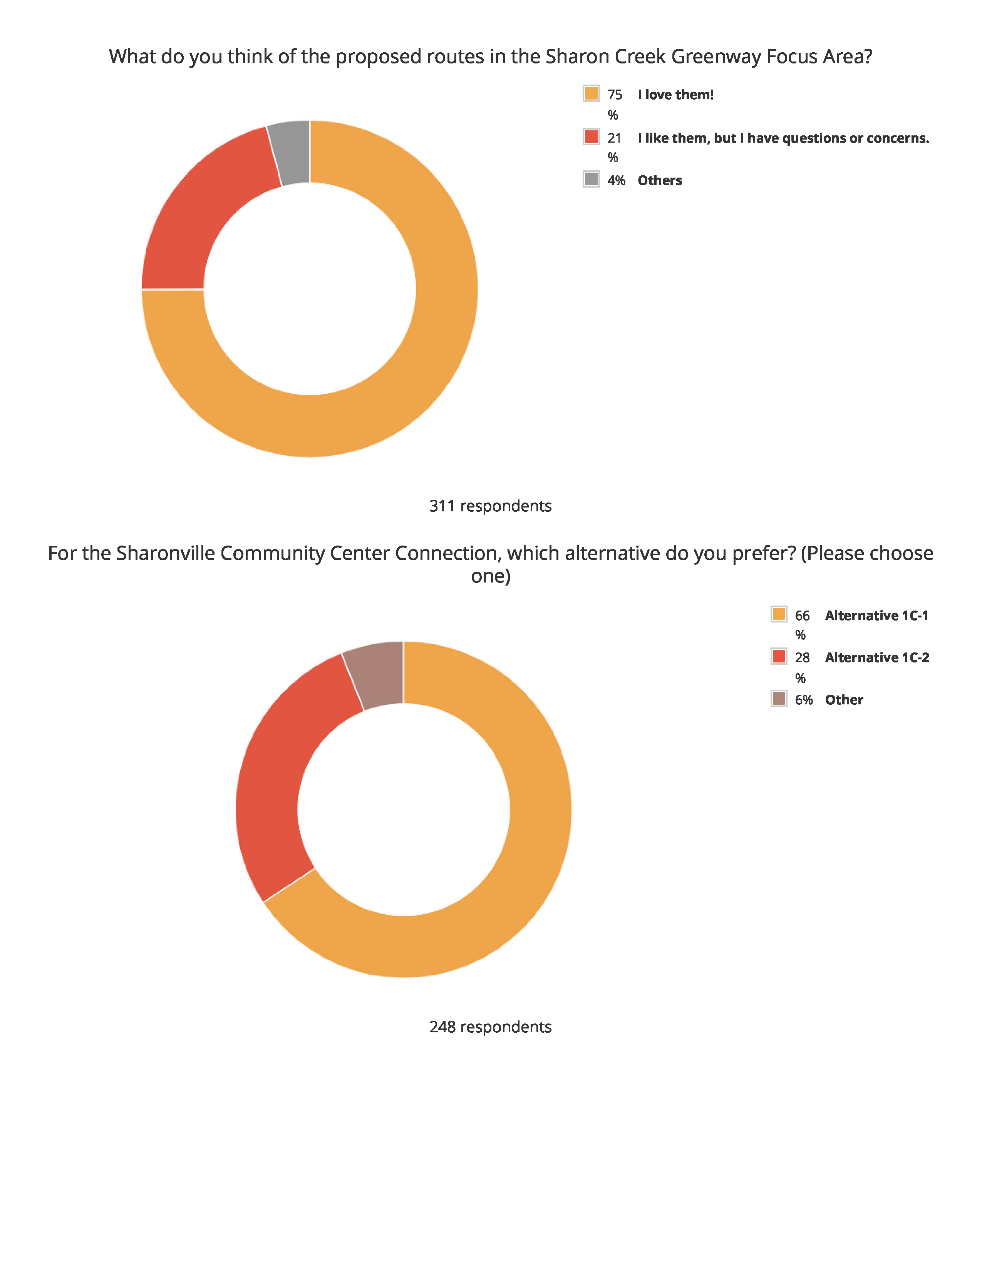 What do you think of the proposed routes in the Sharon Creek Greenway Focus Area?
75 % I love them!
21 % I like them, but I have questions or concerns.
4% Others
311 respondents
For the Sharonville Community Center Connection, which alternative do you prefer? (Please choose
one)
66 % Alternative 1C-1
28 % Alternative 1C-2
6% Other
248 respondents